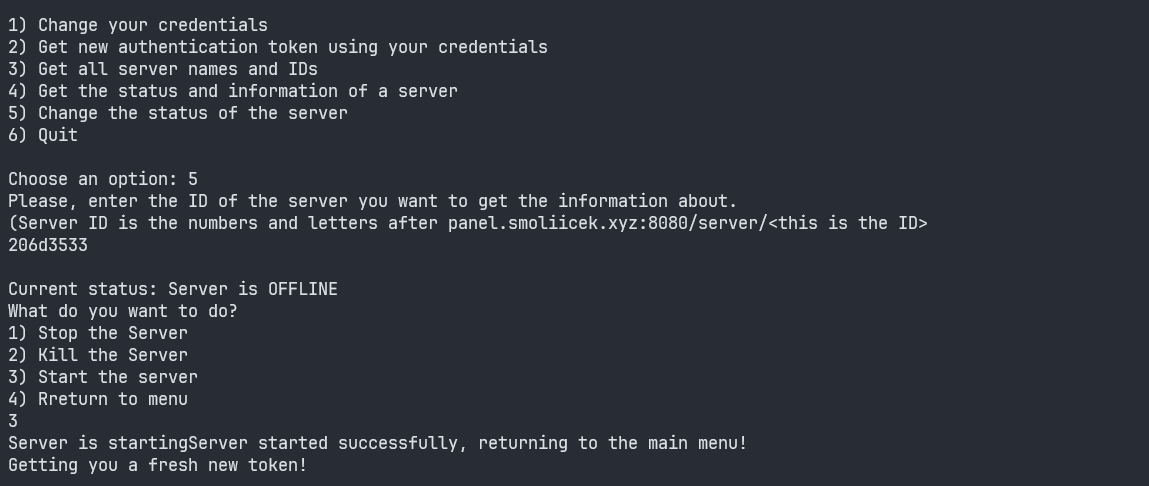 1) Change your credentials
2) Get new authentication token using your credentials
3) Get all server names and IDs
4) Get the status and information of a server
5) Change the status of the server
6) Quit
Choose an option: 5
Please, enter the ID of the server you want to get the information about.
(Server ID is the numbers and letters after panel.smoliicek.xyz:8080/server/<this is the ID>
206d3533
Current status: Server is OFFLINE
What do you want to do?
1) Stop the Server
2) Kill the Server
3) Start the server
4) Rreturn to menu
3
Server is startingServer started successfully, returning to the main menu!
Getting you a fresh new token!